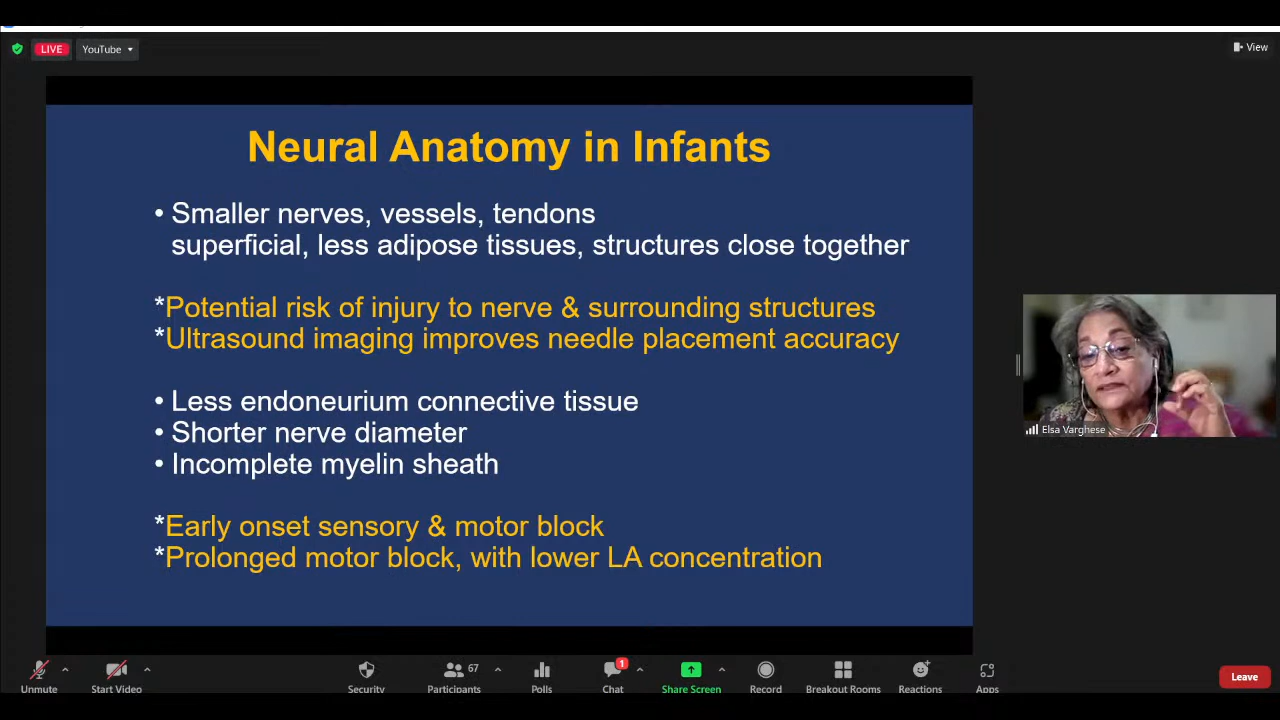 LIVE
YouTube
View
Neural Anatomy in Infants
• Smaller nerves, vessels, tendons
superficial, less adipose tissues, structures close together
*Potential risk of injury to nerve & surrounding structures
*Ultrasound imaging improves needle placement accuracy
• Less endoneurium connective tissue
• Shorter nerve diameter
• Incomplete myelin sheath
*Early onset sensory & motor block
*Prolonged motor block, with lower LA concentration
Elsa Varghese
67
1
Unmute
Start Video
Security
Participants
Polls
Chat
Share Screen
Record
Breakout Rooms
Reactions
Apps
Leave